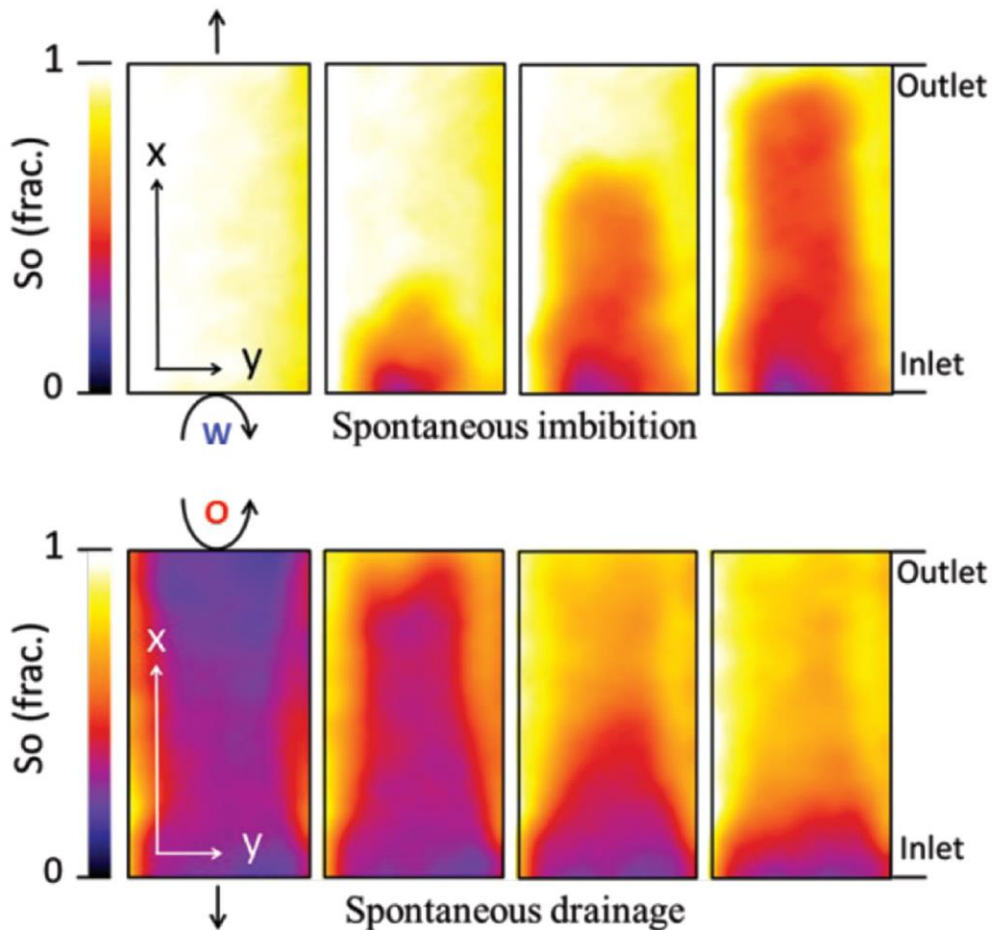 1
Outlet
So (frac.)
x
y
Inlet
0
w
Spontaneous imbibition
O
1
Outlet
So (frac.)
x
y
Inlet
0
Spontaneous drainage